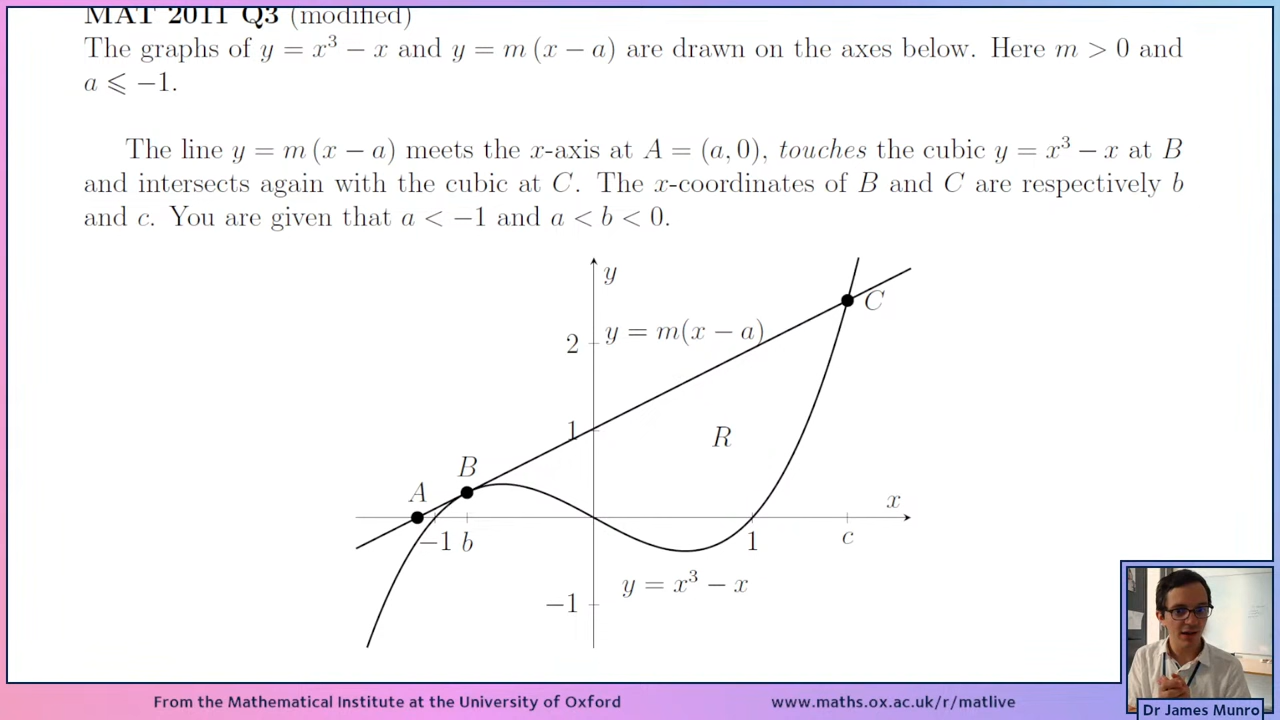 MAT 2011 Q3 (modified)
The graphs of y = x³ − x and y = m (x − a) are drawn on the axes below. Here m > 0 and
a ⩽ −1.
The line y = m (x − a) meets the x-axis at A = (a, 0), touches the cubic y = x³ − x at B
and intersects again with the cubic at C. The x-coordinates of B and C are respectively b
and c. You are given that a < −1 and a < b < 0.
y
C
y = m(x − a)
2
1
R
B
A
x
−1 b
1
c
y = x³ − x
−1
From the Mathematical Institute at the University of Oxford
www.maths.ox.ac.uk/r/matlive
Dr James Munro